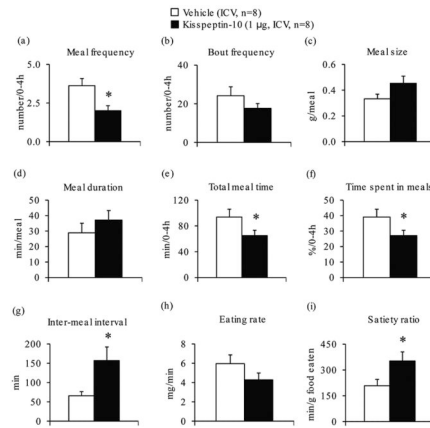 Vehicle (ICV, n=8)
Kisspeptin-10 (1 µg, ICV, n=8)
(a) Meal frequency
number/0-4h
5.0
2.5
0.0
*
(b) Bout frequency
number/0-4h
40
30
20
10
0
(c) Meal size
g/meal
0.6
0.4
0.2
0.0
(d) Meal duration
min/meal
50
40
30
20
10
0
(e) Total meal time
min/0-4h
150
100
50
0
*
(f) Time spent in meals
%/0-4h
50
40
30
20
10
0
*
(g) Inter-meal interval
min
200
150
100
50
0
*
(h) Eating rate
mg/min
8
6
4
2
0
(i) Satiety ratio
min/g food eaten
450
300
150
0
*